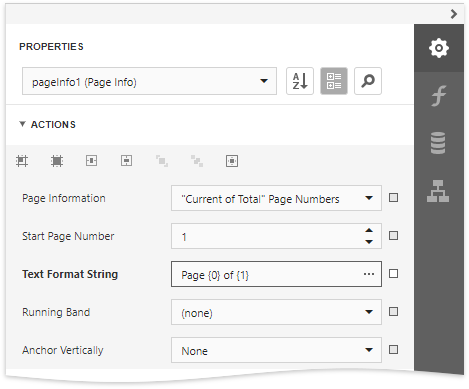 PROPERTIES
pageInfo1 (Page Info)
A
Z
ACTIONS
Page Information "Current of Total" Page Numbers
Start Page Number 1
Text Format String Page {0} of {1} ...
Running Band (none)
Anchor Vertically None